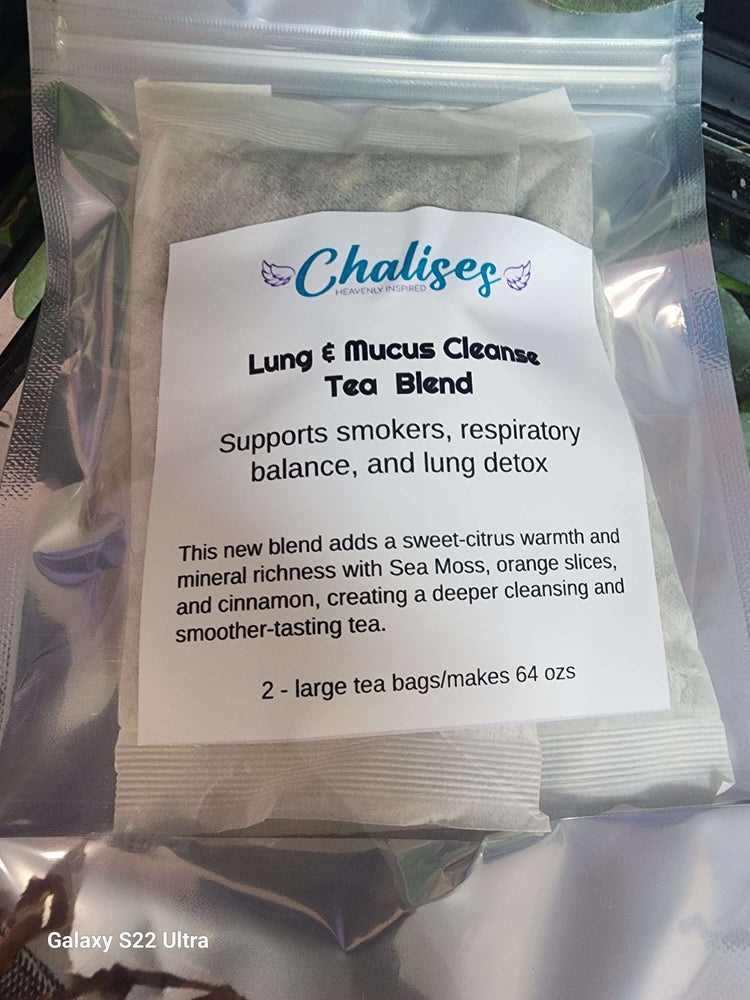 Chalises
HEAVENLY INSPIRED
Lung & Mucus Cleanse
Tea Blend
Supports smokers, respiratory
balance, and lung detox
This new blend adds a sweet-citrus warmth and
mineral richness with Sea Moss, orange slices,
and cinnamon, creating a deeper cleansing and
smoother-tasting tea.
2 - large tea bags/makes 64 ozs
Galaxy S22 Ultra